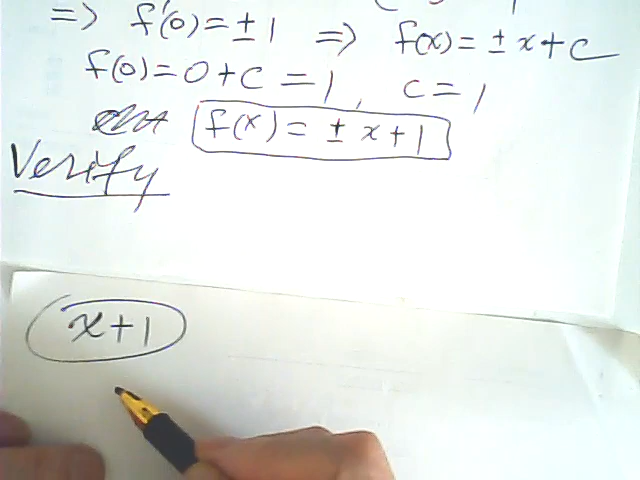 => f'(0) = ± 1 => f(x) = ± x + c
f(0) = 0 + c = 1, c = 1
f(x) = ± x + 1
Verify
x + 1